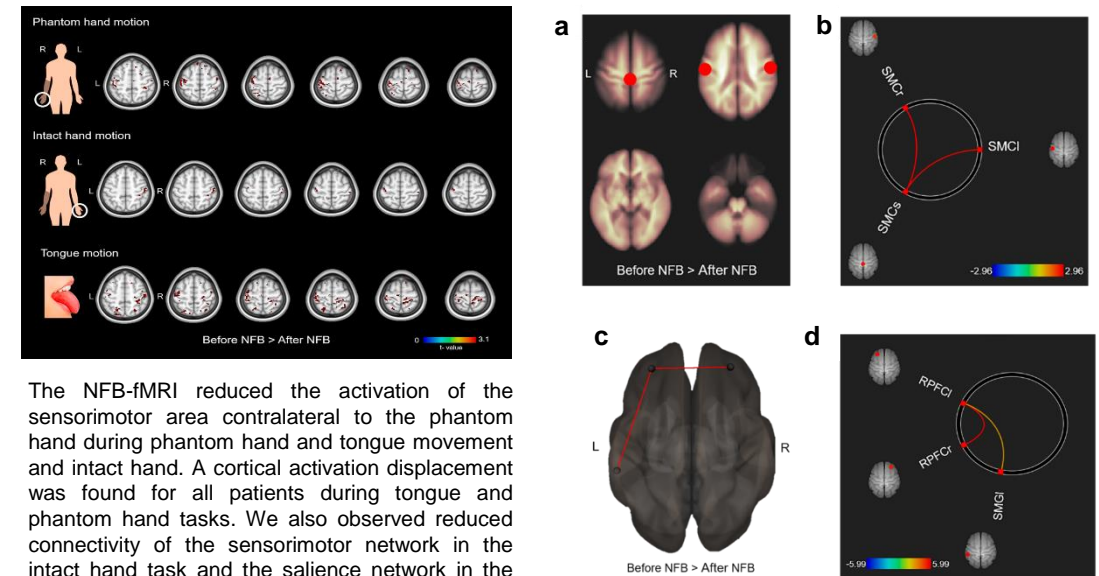 Phantom hand motion
R L
L R
Intact hand motion
R L
L R
Tongue motion
L R
Before NFB > After NFB
0 3.1
t- value
The NFB-fMRI reduced the activation of the
sensorimotor area contralateral to the phantom
hand during phantom hand and tongue movement
and intact hand. A cortical activation displacement
was found for all patients during tongue and
phantom hand tasks. We also observed reduced
connectivity of the sensorimotor network in the
intact hand task and the salience network in the
a
L R
Before NFB > After NFB
b
SMCr
SMCl
SMCs
-2.96 2.96
c
L R
Before NFB > After NFB
d
RPFCl
RPFCr
SMGl
-5.99 5.99